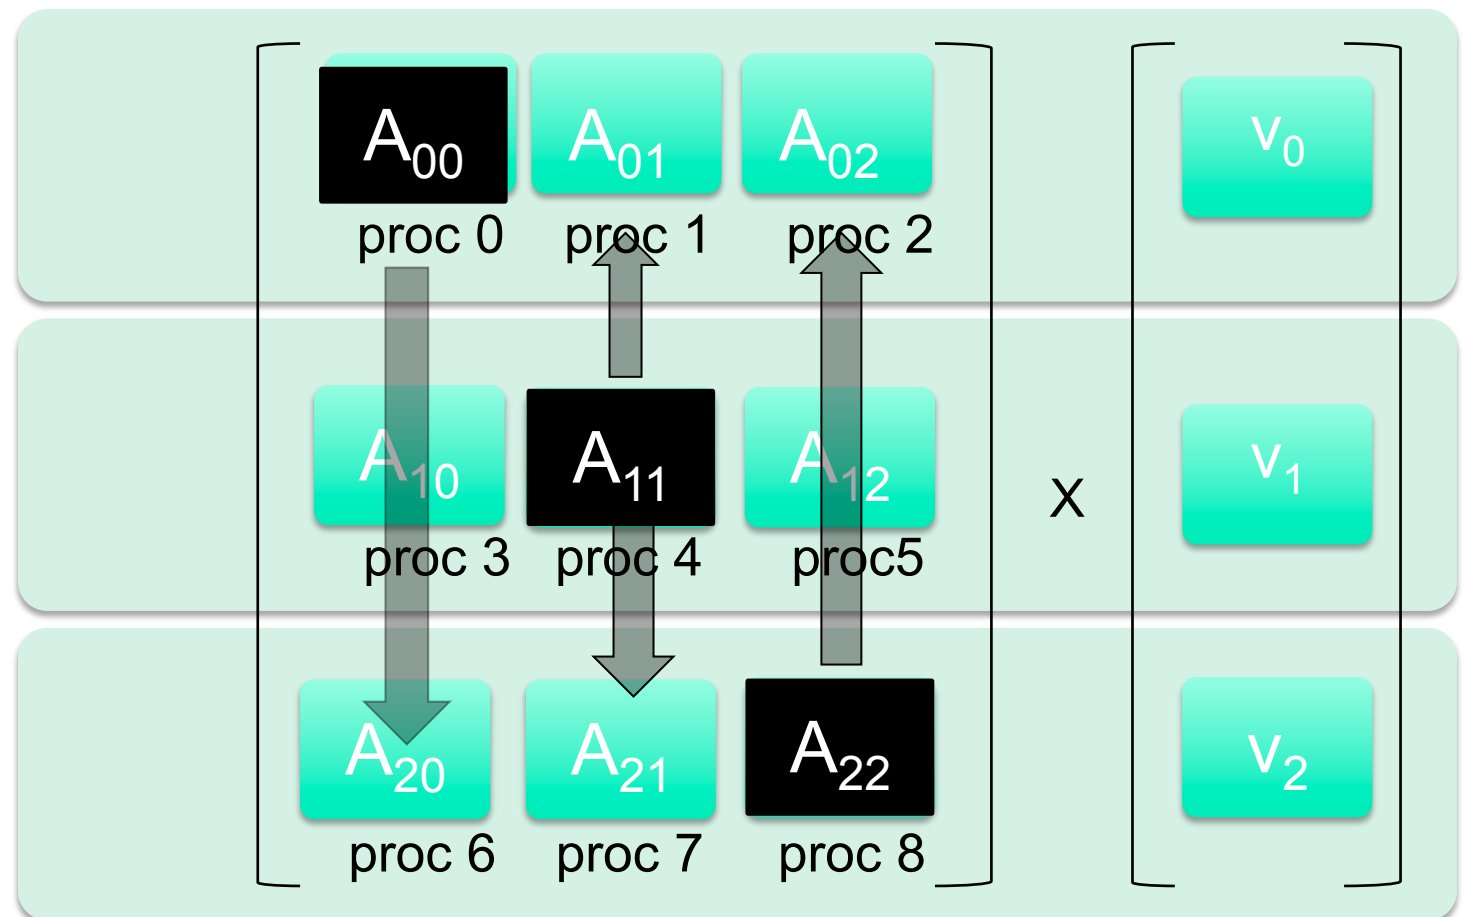 A00 A01 A02 v0
proc 0 proc 1 proc 2
A10 A11 A12 X v1
proc 3 proc 4 proc5
A20 A21 A22 v2
proc 6 proc 7 proc 8